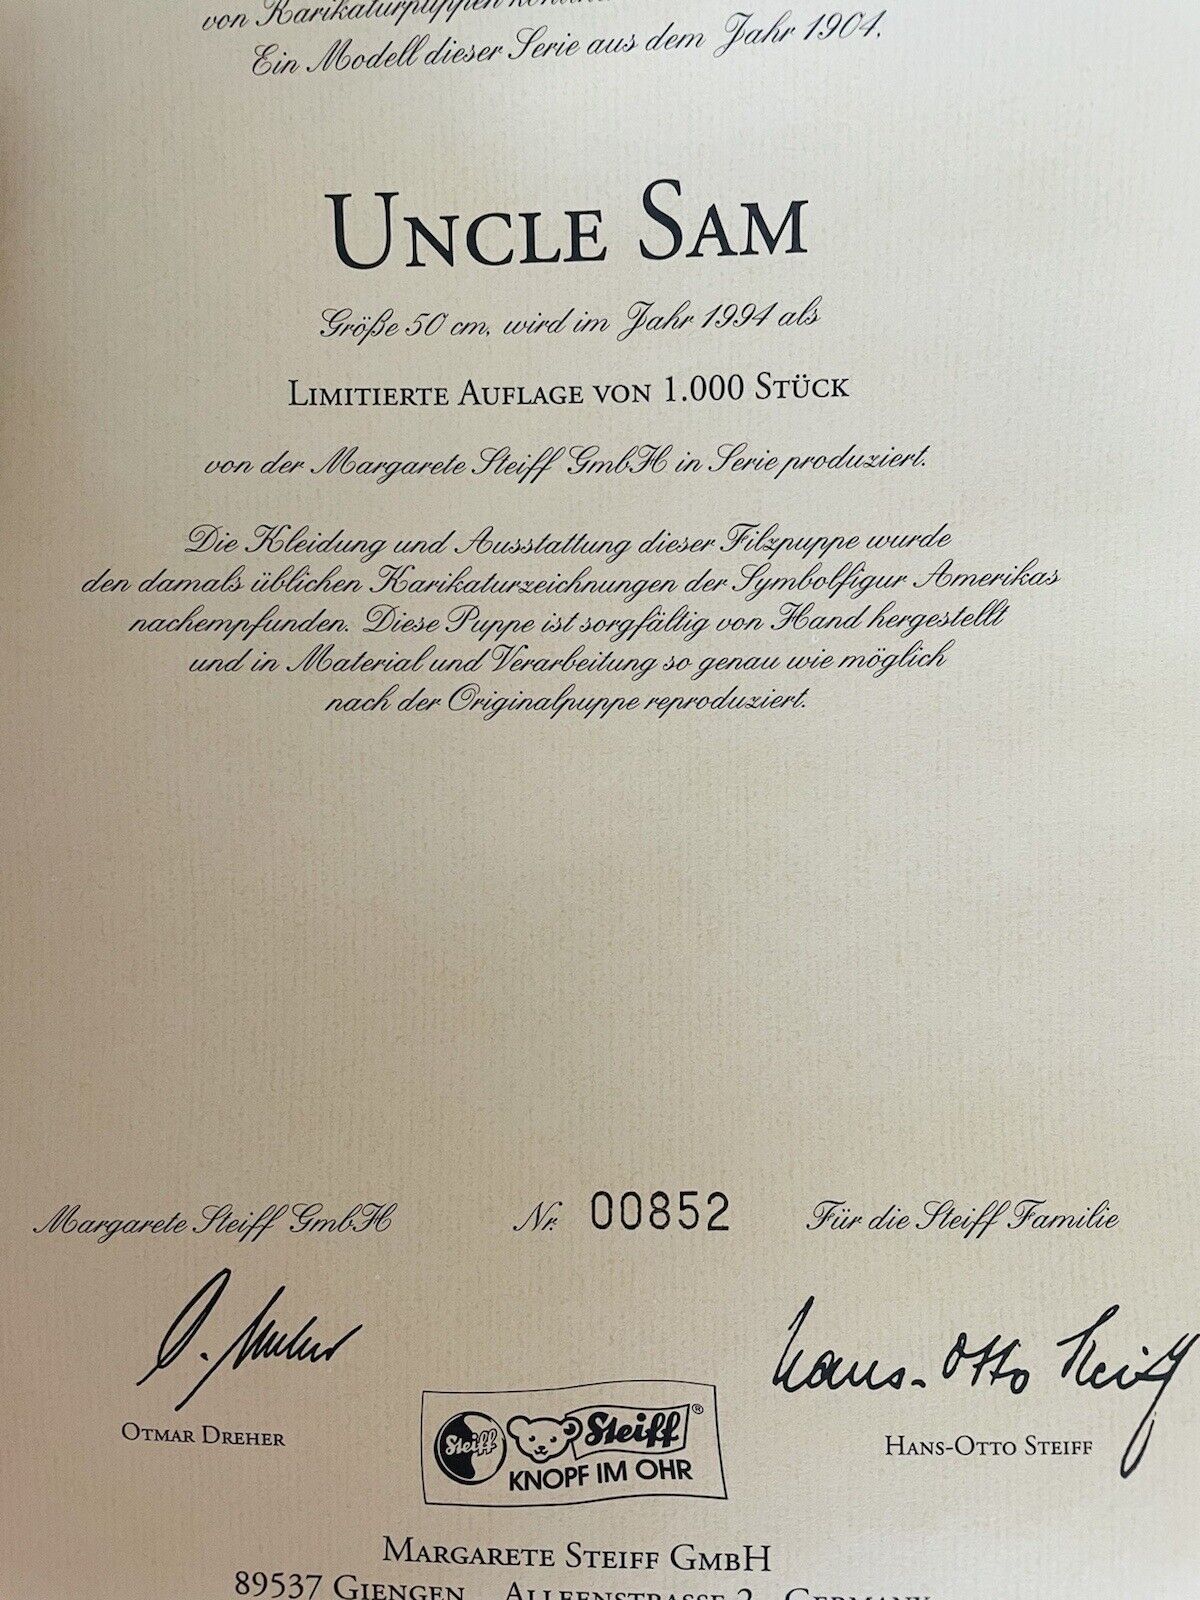 von Karikaturpuppen
Ein Modell dieser Serie aus dem Jahr 1904.
UNCLE SAM
Größe 50 cm, wird im Jahr 1994 als
LIMITIERTE AUFLAGE VON 1.000 STÜCK
von der Margarete Steiff GmbH in Serie produziert.
Die Kleidung und Ausstattung dieser Filzpuppe wurde
den damals üblichen Karikaturzeichnungen der Symbolfigur Amerikas
nachempfunden. Diese Puppe ist sorgfältig von Hand hergestellt
und in Material und Verarbeitung so genau wie möglich
nach der Originalpuppe reproduziert.
Margarete Steiff GmbH Nr. 00852 Für die Steiff Familie
O. Dreher Hans-Otto Steiff
OTMAR DREHER HANS-OTTO STEIFF
Steiff Steiff®
KNOPF IM OHR
MARGARETE STEIFF GMBH
89537 GIENGEN ALLEENSTRASSE 2 GERMANY